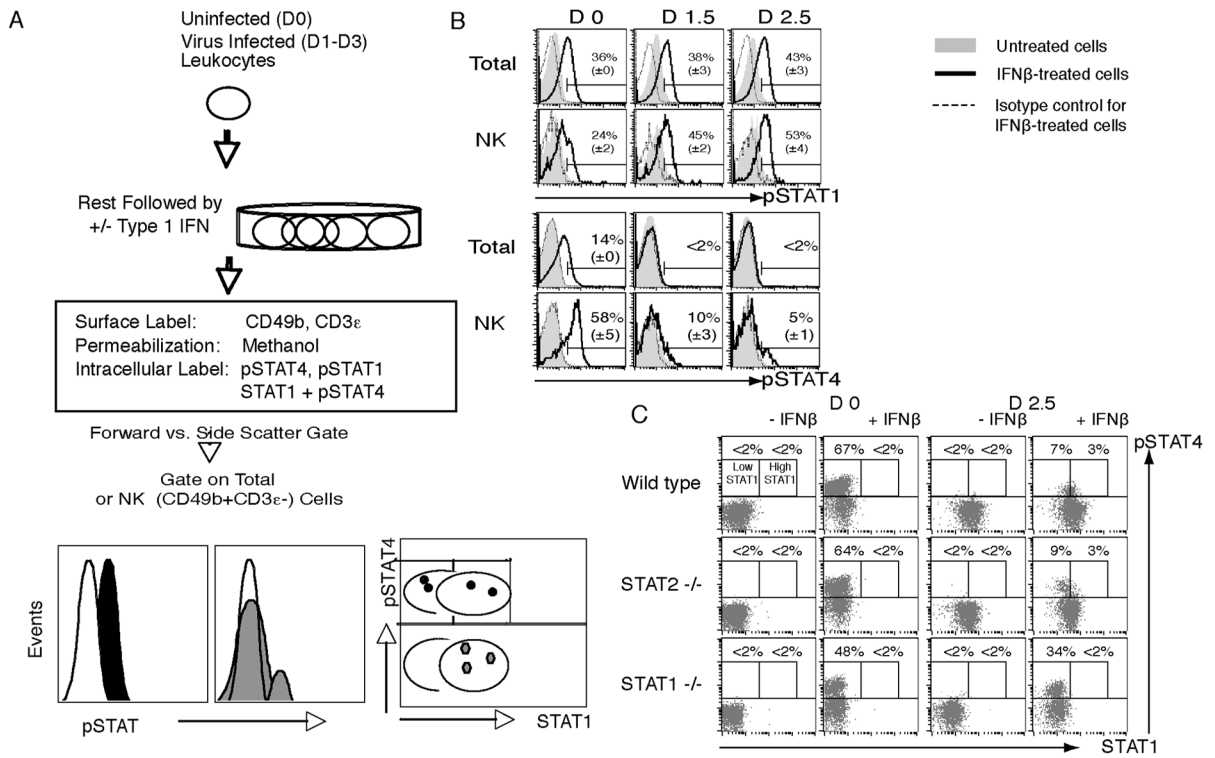 A
Uninfected (D0)
Virus Infected (D1-D3)
Leukocytes
Rest Followed by
+/- Type 1 IFN
Surface Label: CD49b, CD3ε
Permeabilization: Methanol
Intracellular Label: pSTAT4, pSTAT1
STAT1 + pSTAT4
Forward vs. Side Scatter Gate
Gate on Total
or NK (CD49b+CD3ε-) Cells
Events
pSTAT
pSTAT4
STAT1
B
D 0 D 1.5 D 2.5
Total
36%
(±0)
38%
(±3)
43%
(±3)
NK
24%
(±2)
45%
(±2)
53%
(±4)
pSTAT1
Total
14%
(±0)
<2%
<2%
NK
58%
(±5)
10%
(±3)
5%
(±1)
pSTAT4
Untreated cells
IFNβ-treated cells
Isotype control for
IFNβ-treated cells
C
D 0 D 2.5
- IFNβ + IFNβ - IFNβ + IFNβ
pSTAT4
Wild type
<2% <2% 67% <2% <2% <2% 7% 3%
Low
STAT1
High
STAT1
STAT2 -/-
<2% <2% 64% <2% <2% <2% 9% 3%
STAT1 -/-
<2% <2% 48% <2% <2% <2% 34% <2%
STAT1